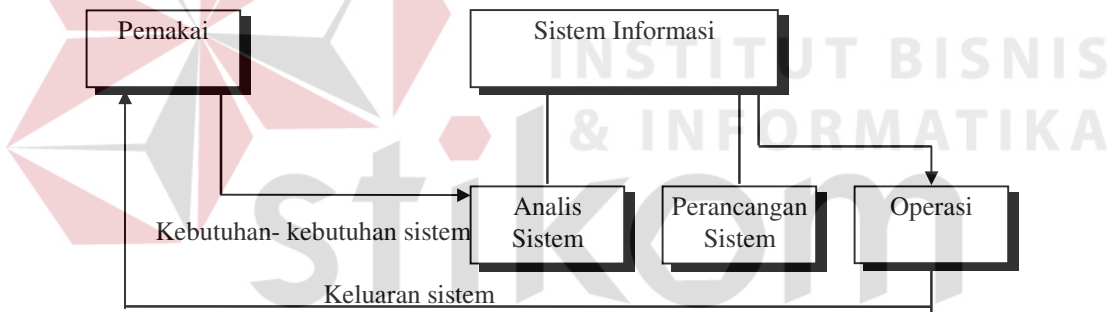 Pemakai
Sistem Informasi
INSTITUT BISNIS
& INFORMATIKA
stikom
Analis
Sistem
Perancangan
Sistem
Operasi
Kebutuhan- kebutuhan sistem
Keluaran sistem